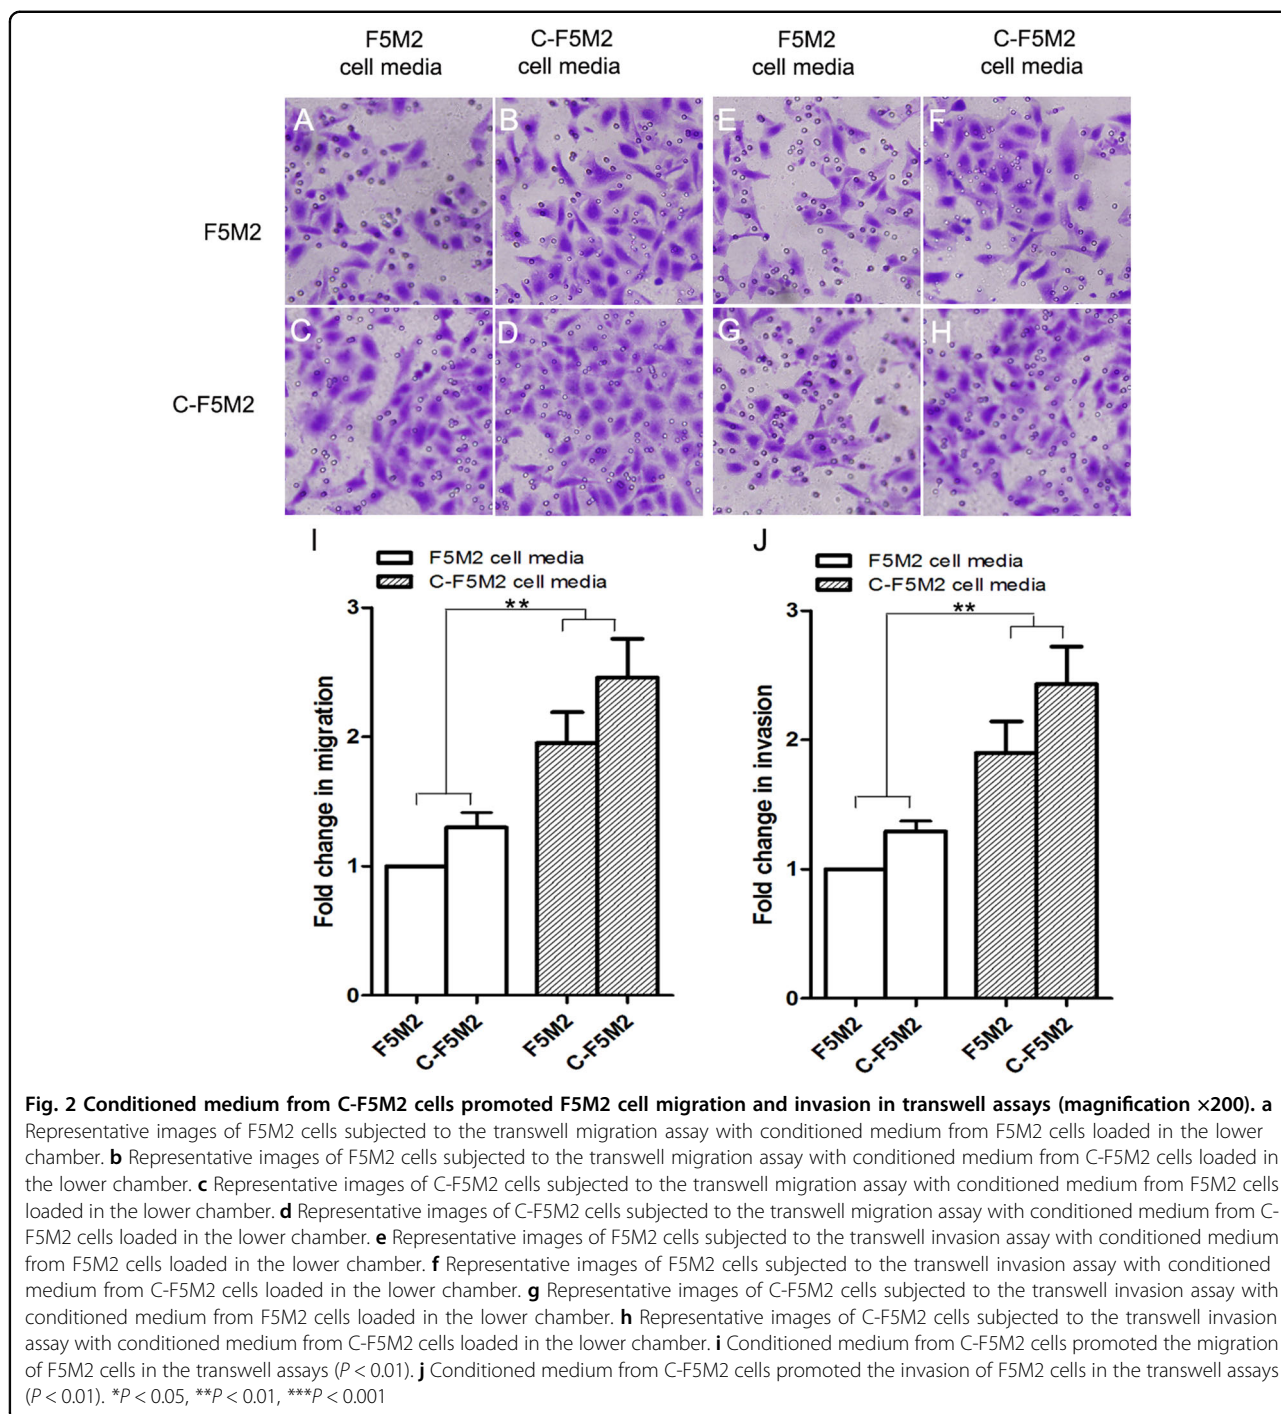 F5M2 cell media
C-F5M2 cell media
F5M2 cell media
C-F5M2 cell media
A
B
E
F
F5M2
C
D
G
H
C-F5M2
I
F5M2 cell media
C-F5M2 cell media
**
3
2
1
0
Fold change in migration
F5M2
C-F5M2
F5M2
C-F5M2
J
F5M2 cell media
C-F5M2 cell media
**
3
2
1
0
Fold change in invasion
F5M2
C-F5M2
F5M2
C-F5M2
Fig. 2 Conditioned medium from C-F5M2 cells promoted F5M2 cell migration and invasion in transwell assays (magnification ×200). a
Representative images of F5M2 cells subjected to the transwell migration assay with conditioned medium from F5M2 cells loaded in the lower
chamber. b Representative images of F5M2 cells subjected to the transwell migration assay with conditioned medium from C-F5M2 cells loaded in
the lower chamber. c Representative images of C-F5M2 cells subjected to the transwell migration assay with conditioned medium from F5M2 cells
loaded in the lower chamber. d Representative images of C-F5M2 cells subjected to the transwell migration assay with conditioned medium from C-
F5M2 cells loaded in the lower chamber. e Representative images of F5M2 cells subjected to the transwell invasion assay with conditioned medium
from F5M2 cells loaded in the lower chamber. f Representative images of F5M2 cells subjected to the transwell invasion assay with conditioned
medium from C-F5M2 cells loaded in the lower chamber. g Representative images of C-F5M2 cells subjected to the transwell invasion assay with
conditioned medium from F5M2 cells loaded in the lower chamber. h Representative images of C-F5M2 cells subjected to the transwell invasion
assay with conditioned medium from C-F5M2 cells loaded in the lower chamber. i Conditioned medium from C-F5M2 cells promoted the migration
of F5M2 cells in the transwell assays (P < 0.01). j Conditioned medium from C-F5M2 cells promoted the invasion of F5M2 cells in the transwell assays
(P < 0.01). *P < 0.05, **P < 0.01, ***P < 0.001